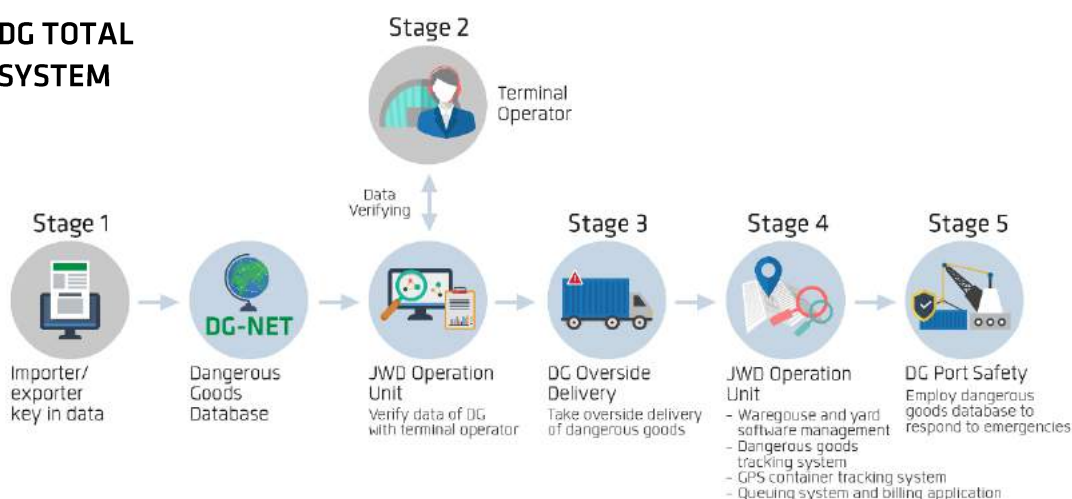 DG TOTAL
SYSTEM
Stage 2
Terminal
Operator
Data
Verifying
Stage 1
Importer/
exporter
key in data
DG-NET
Dangerous
Goods
Database
JWD Operation
Unit
Verify data of DG
with terminal operator
Stage 3
DG Overside
Delivery
Take overside delivery
of dangerous goods
Stage 4
JWD Operation
Unit
- Waregouse and yard
software management
- Dangerous goods
tracking system
- GPS container tracking system
- Queuing system and billing application
Stage 5
DG Port Safety
Employ dangerous
goods database to
respond to emergencies